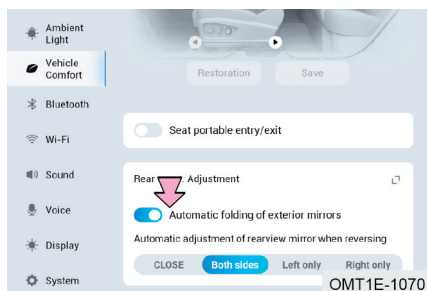 Ambient
Light
Vehicle
Comfort
Bluetooth
Wi-Fi
Sound
Voice
Display
System
Restoration
Save
Seat portable entry/exit
Rear Adjustment
Automatic folding of exterior mirrors
Automatic adjustment of rearview mirror when reversing
CLOSE Both sides Left only Right only
OMT1E-1070